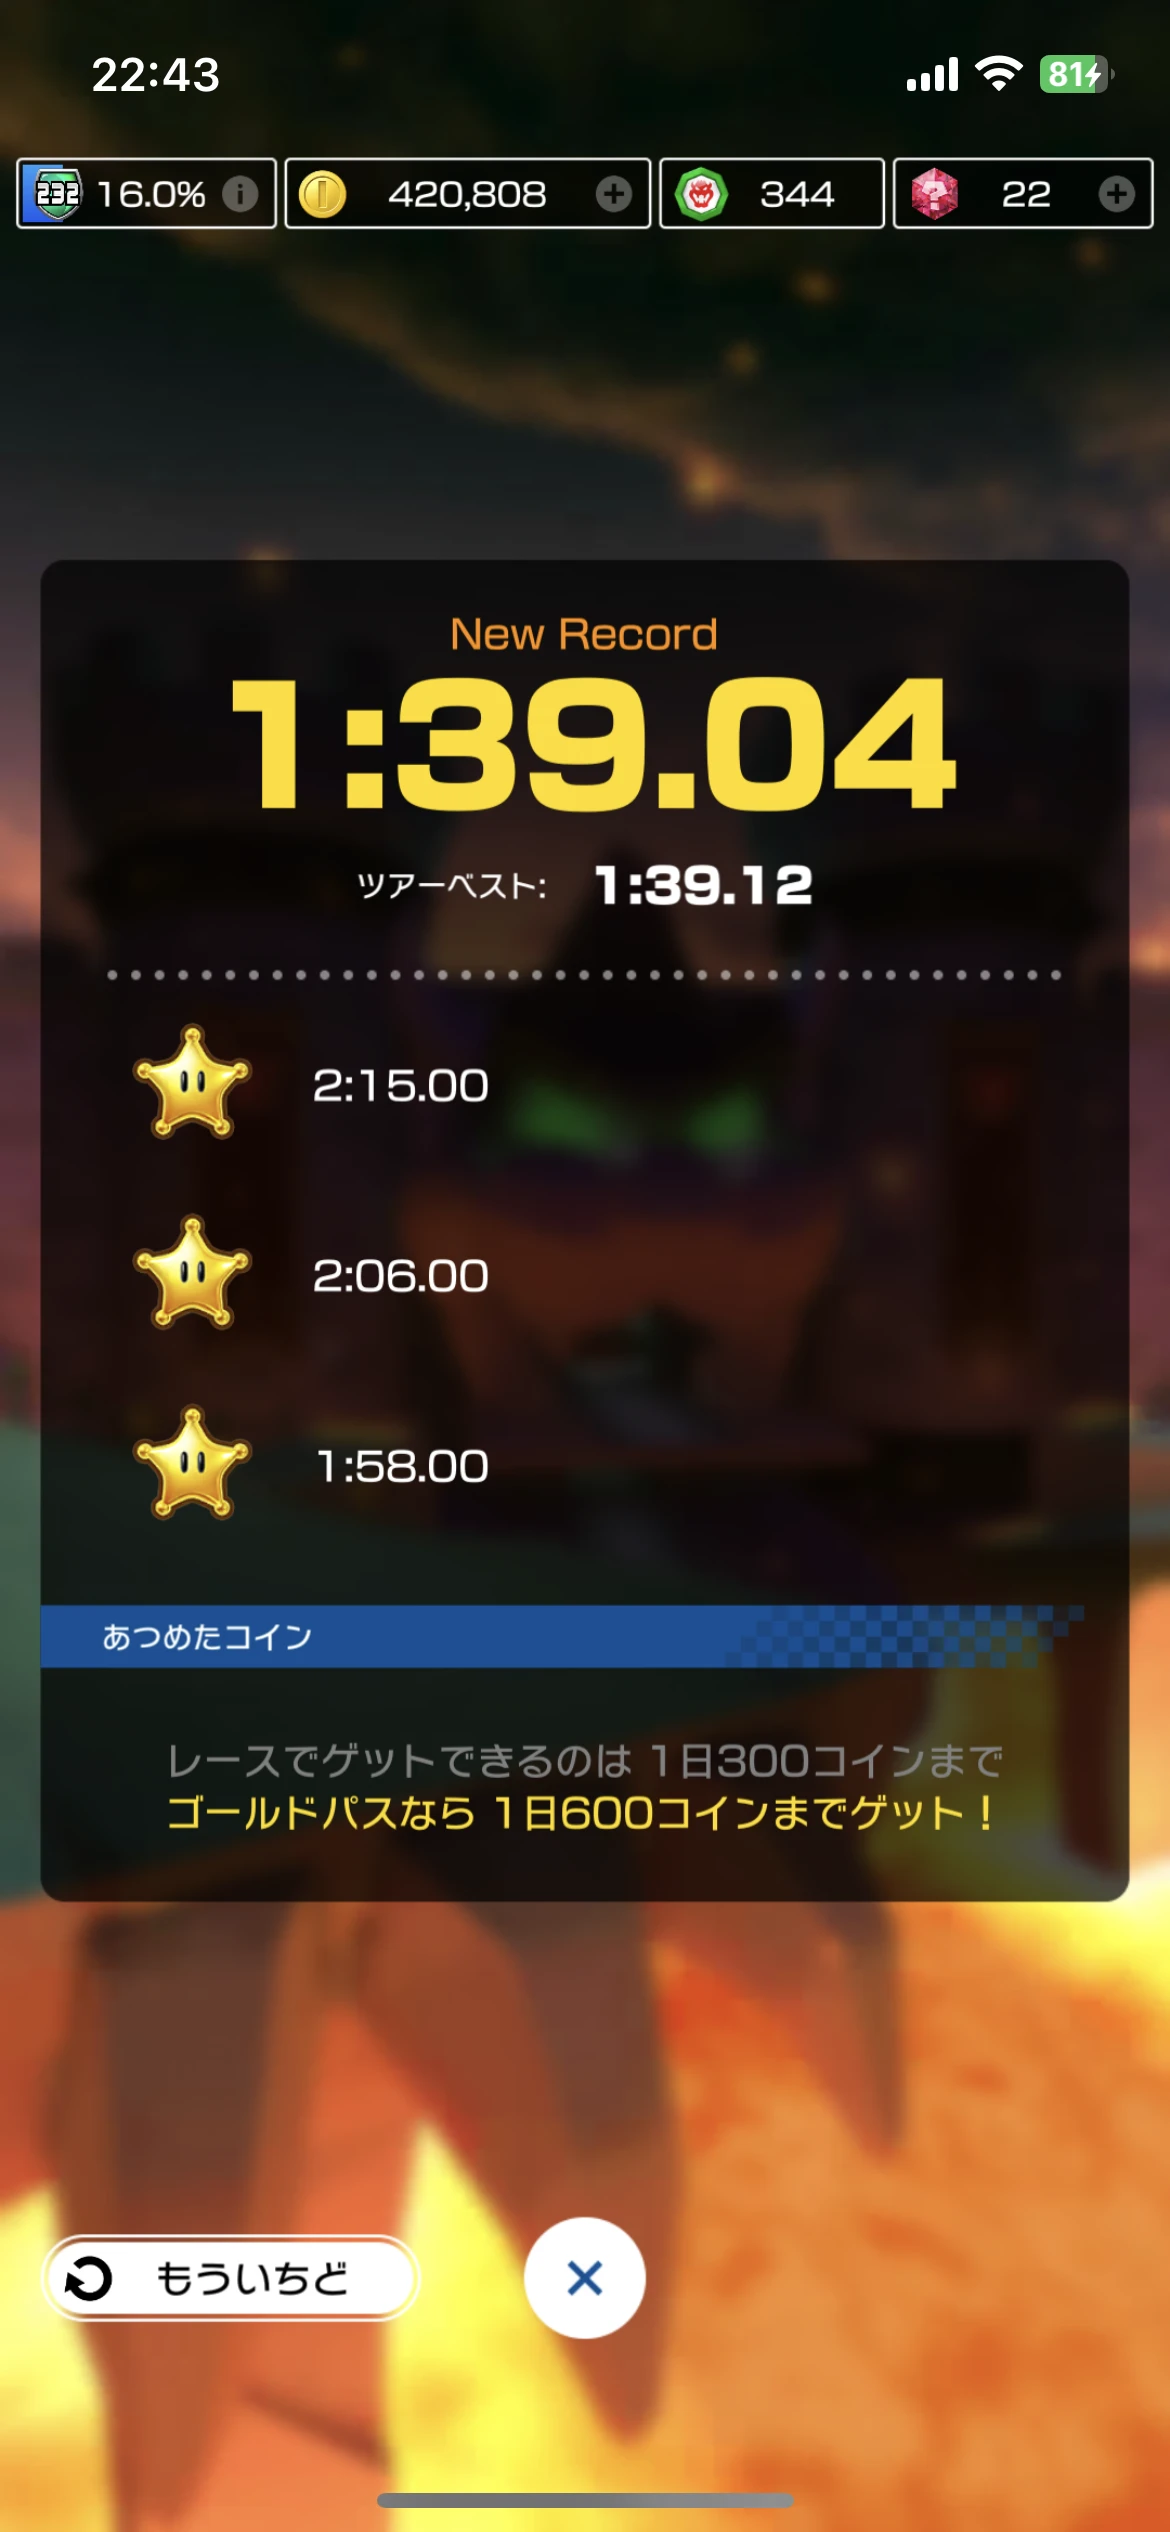 22:43
81
232 16.0% i 420,808 + 344 ? 22 +
New Record
1:39.04
ツアーベスト: 1:39.12
2:15.00
2:06.00
1:58.00
あつめたコイン
レースでゲットできるのは 1日300コインまで
ゴールドパスなら 1日600コインまでゲット！
もういちど